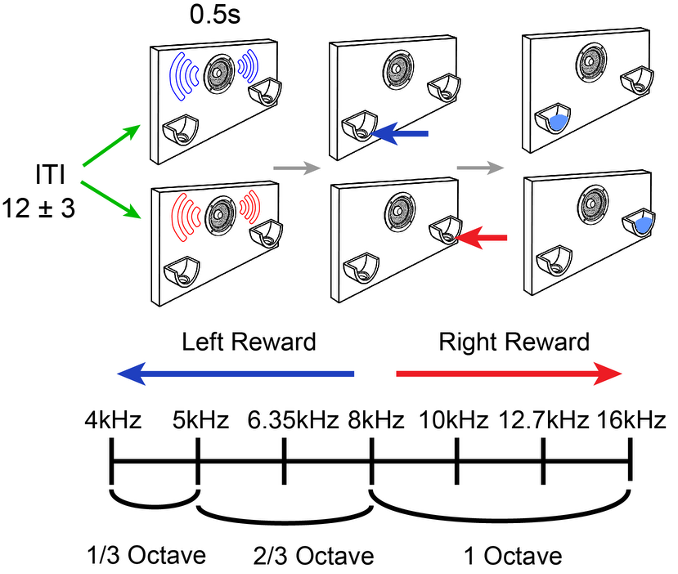 0.5s
ITI
12 ± 3
Left Reward
Right Reward
4kHz 5kHz 6.35kHz 8kHz 10kHz 12.7kHz 16kHz
1/3 Octave 2/3 Octave 1 Octave